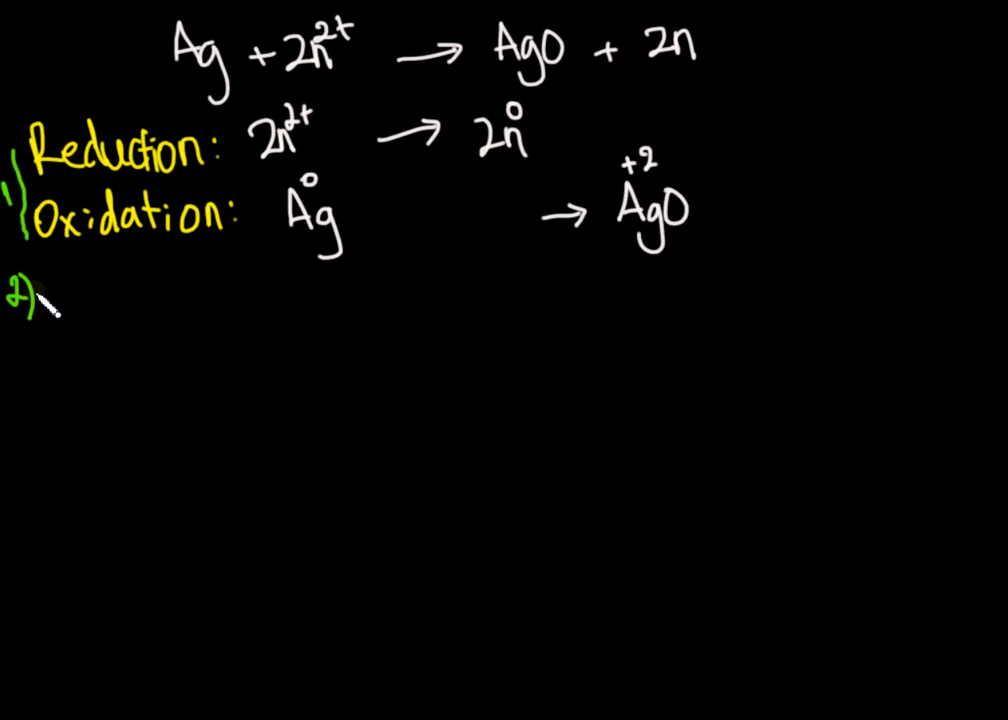 Ag + Zn²⁺ → AgO + Zn
Reduction: Zn²⁺ → Zn⁰
1) Oxidation: Ag⁰ → AgO +2
2)